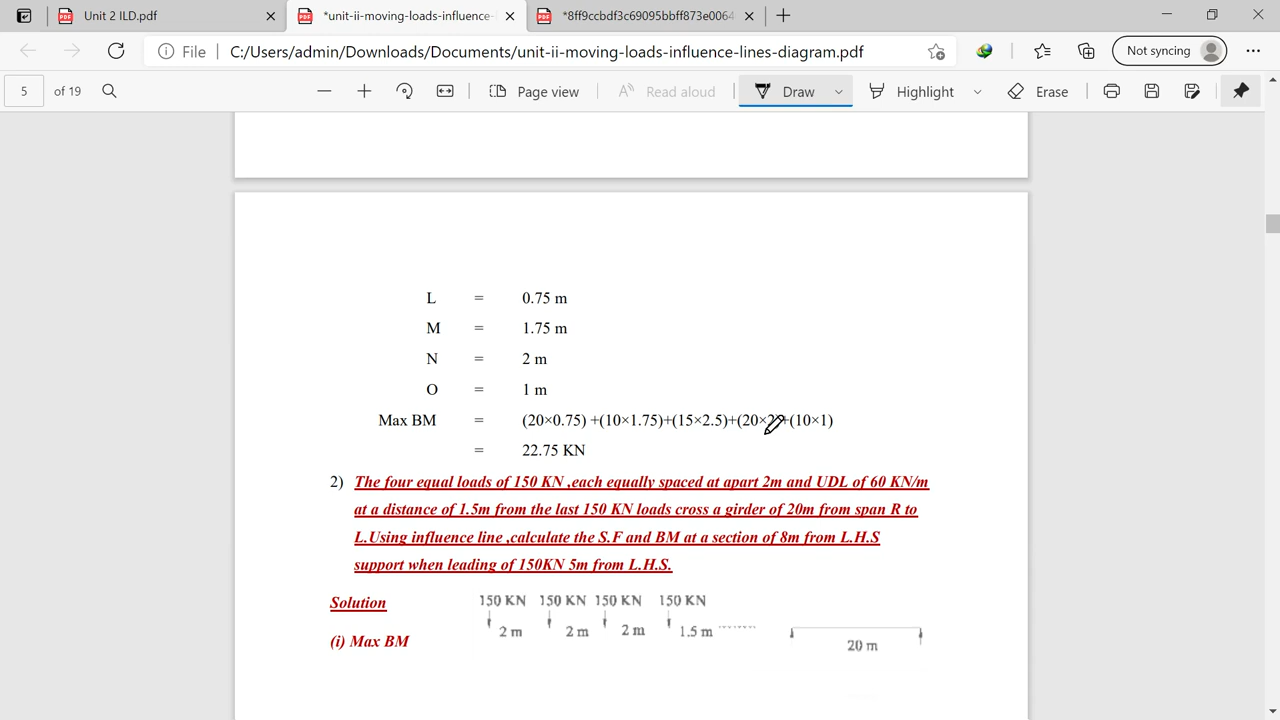 Unit 2 ILD.pdf
*unit-ii-moving-loads-influence-
*8ff9ccbdf3c69095bbff873e0064
File
C:/Users/admin/Downloads/Documents/unit-ii-moving-loads-influence-lines-diagram.pdf
Not syncing
5 of 19
Page view
Read aloud
Draw
Highlight
Erase
L = 0.75 m
M = 1.75 m
N = 2 m
O = 1 m
Max BM = (20×0.75) +(10×1.75)+(15×2.5)+(20×2)+(10×1)
= 22.75 KN
2) The four equal loads of 150 KN ,each equally spaced at apart 2m and UDL of 60 KN/m
at a distance of 1.5m from the last 150 KN loads cross a girder of 20m from span R to
L.Using influence line ,calculate the S.F and BM at a section of 8m from L.H.S
support when leading of 150KN 5m from L.H.S.
Solution
150 KN 150 KN 150 KN 150 KN
2 m 2 m 2 m 1.5 m
(i) Max BM
20 m